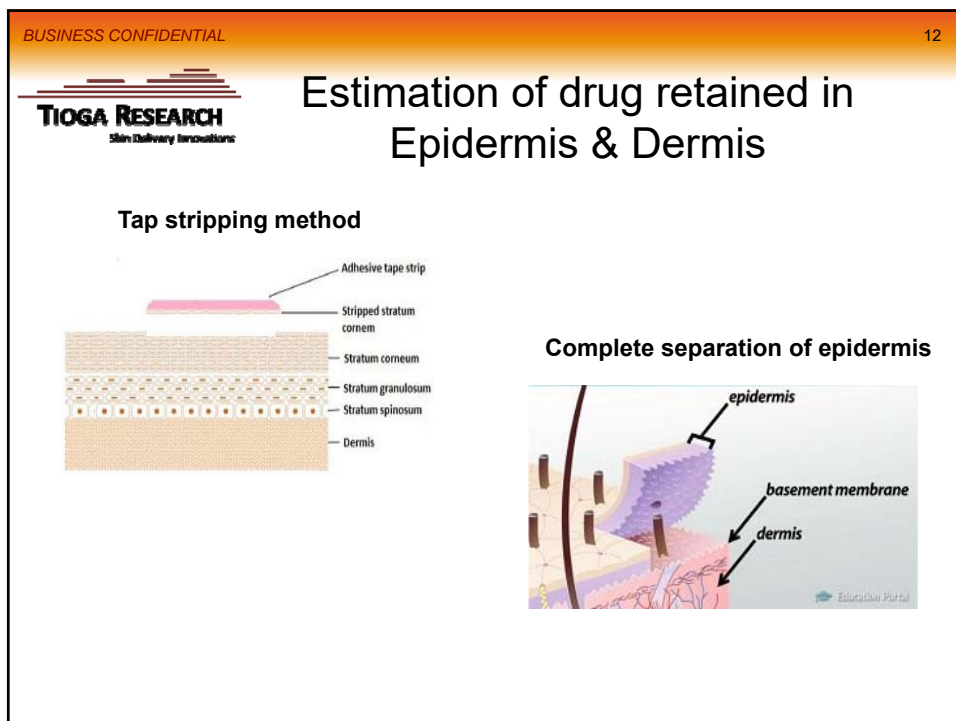 BUSINESS CONFIDENTIAL
12
TIOGA RESEARCH
Skin Delivery Innovations
Estimation of drug retained in
Epidermis & Dermis
Tap stripping method
Adhesive tape strip
Stripped stratum
cornem
Stratum corneum
Stratum granulosum
Stratum spinosum
Dermis
Complete separation of epidermis
epidermis
basement membrane
dermis
Education Portal